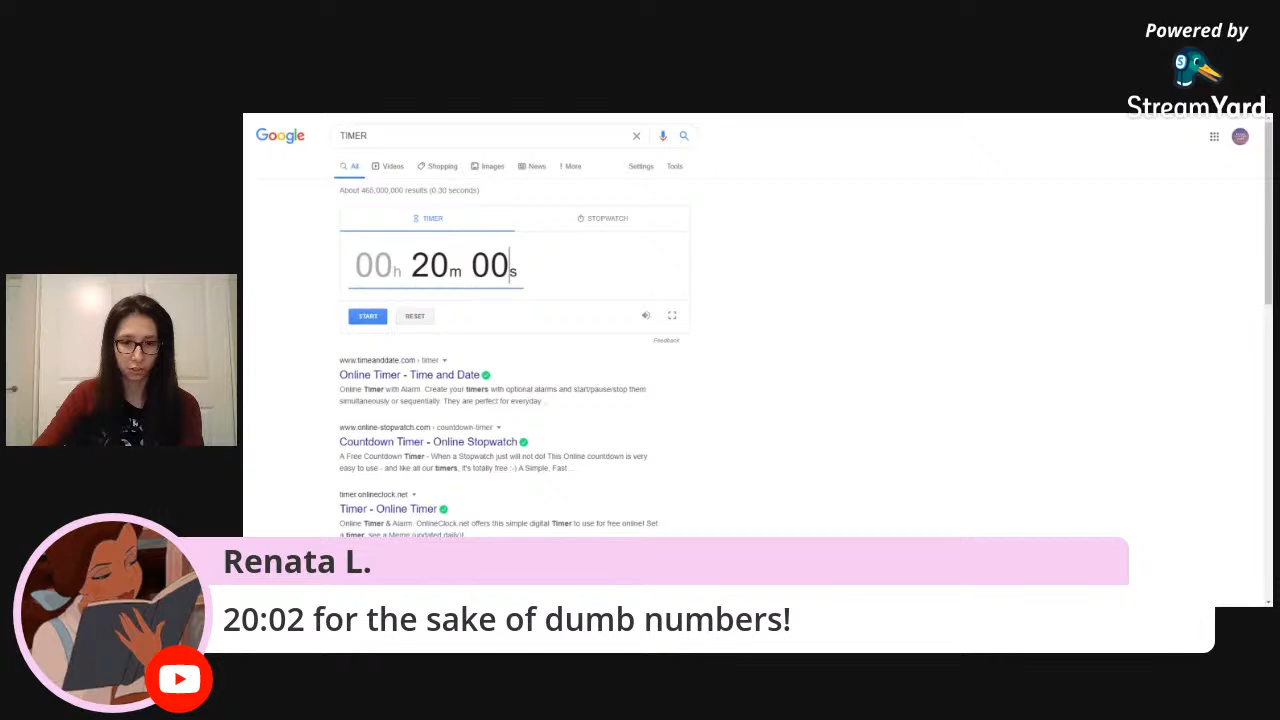 Powered by
StreamYard
Google
TIMER
All Videos Shopping Images News More Settings Tools
About 465,000,000 results (0.30 seconds)
TIMER STOPWATCH
00h 20m 00s
START RESET
Feedback
www.timeanddate.com › timer
Online Timer - Time and Date
Online Timer with Alarm. Create your timers with optional alarms and start/pause/stop them
simultaneously or sequentially. They are perfect for everyday ...
www.online-stopwatch.com › countdown-timer
Countdown Timer - Online Stopwatch
A Free Countdown Timer - When a Stopwatch just will not do! This Online countdown is very
easy to use - and like all our timers, it's totally free :-) A Simple, Fast ...
timer.onlineclock.net
Timer - Online Timer
Online Timer & Alarm: OnlineClock.net offers this simple digital Timer to use for free online! Set
a timer, see a Meme (updated daily)!
Renata L.
20:02 for the sake of dumb numbers!